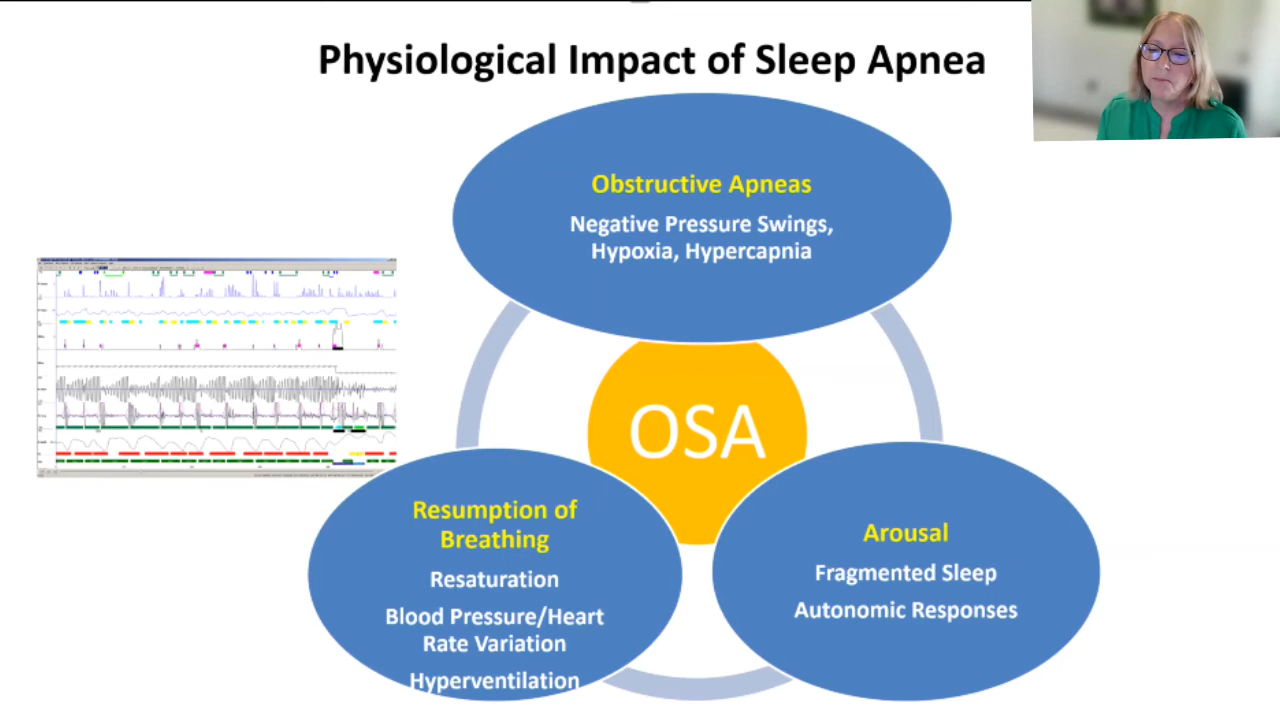 Physiological Impact of Sleep Apnea
Obstructive Apneas
Negative Pressure Swings,
Hypoxia, Hypercapnia
OSA
Resumption of
Breathing
Resaturation
Blood Pressure/Heart
Rate Variation
Hyperventilation
Arousal
Fragmented Sleep
Autonomic Responses